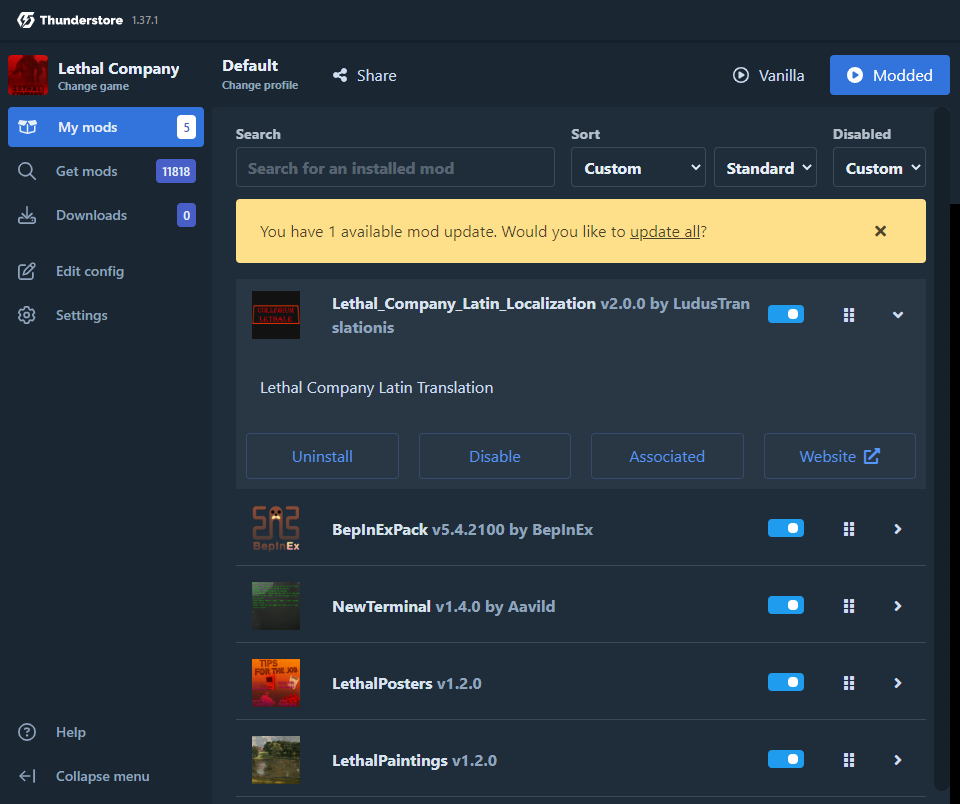 Thunderstore 1.37.1
Lethal Company
Change game
Default
Change profile
Share
Vanilla
Modded
My mods 5
Get mods 11818
Downloads 0
Edit config
Settings
Help
Collapse menu
Search
Search for an installed mod
Sort
Custom
Standard
Disabled
Custom
You have 1 available mod update. Would you like to update all?
COLLEGIUM
LETHALE
Lethal_Company_Latin_Localization v2.0.0 by LudusTran
slationis
Lethal Company Latin Translation
Uninstall
Disable
Associated
Website
BepInEx
BepInExPack v5.4.2100 by BepInEx
NewTerminal v1.4.0 by Aavild
TIPS
FOR THE JOB
LethalPosters v1.2.0
LethalPaintings v1.2.0